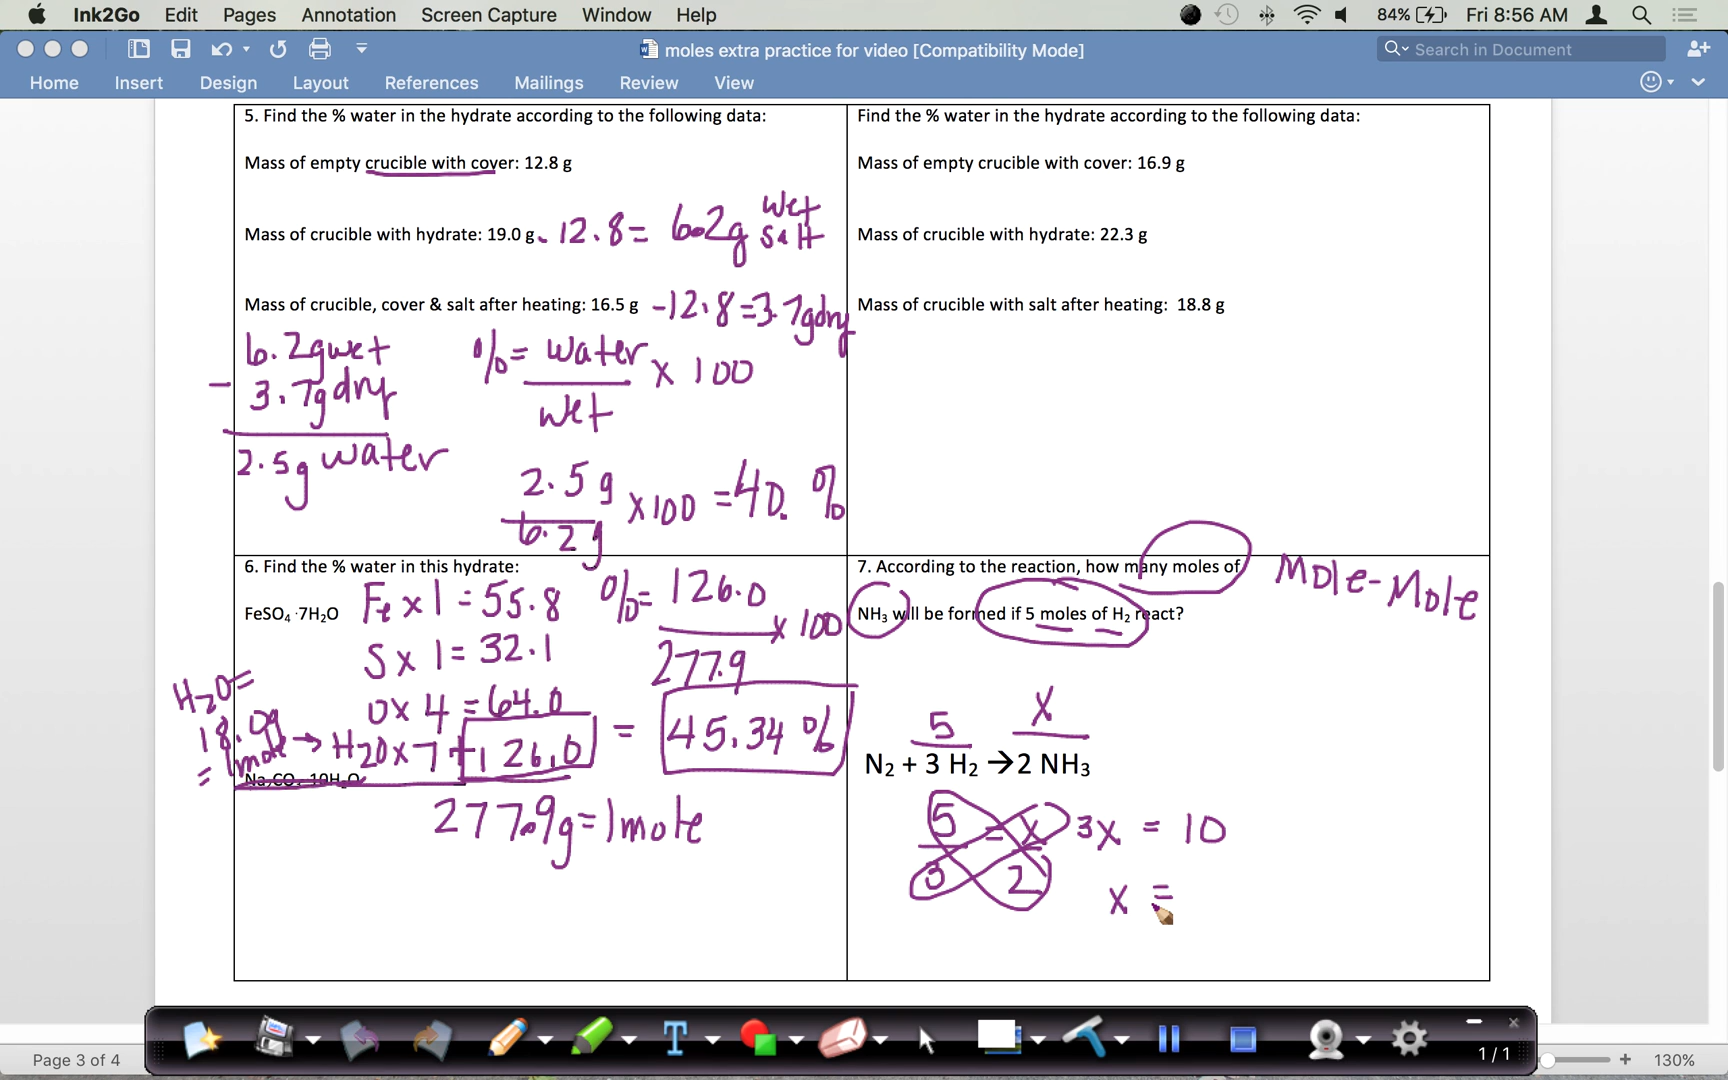 Ink2Go Edit Pages Annotation Screen Capture Window Help 84% Fri 8:56 AM
moles extra practice for video [Compatibility Mode] Search in Document
Home Insert Design Layout References Mailings Review View
5. Find the % water in the hydrate according to the following data:
Mass of empty crucible with cover: 12.8 g
Mass of crucible with hydrate: 19.0 g - 12.8 = 6.2g wet salt
Mass of crucible, cover & salt after heating: 16.5 g -12.8 = 3.7g dry
6.2g wet
- 3.7g dry
2.5g water
% = water / wet x 100
2.5g / 6.2g x 100 = 40. %
Find the % water in the hydrate according to the following data:
Mass of empty crucible with cover: 16.9 g
Mass of crucible with hydrate: 22.3 g
Mass of crucible with salt after heating: 18.8 g
6. Find the % water in this hydrate:
FeSO₄ ·7H₂O
Fe x 1 = 55.8
S x 1 = 32.1
O x 4 = 64.0
H₂O =
18.0g
= 1 mole
→ H2O x 7 + 126.0
Na₂CO₃ · 10H₂O
277.9g = 1 mole
% = 126.0 / 277.9 x 100
= 45.34 %
7. According to the reaction, how many moles of
NH₃ will be formed if 5 moles of H₂ react?
Mole-Mole
5 x
N₂ + 3 H₂ →2 NH₃
5 / 3 = x / 2
3x = 10
x =
1 / 1
Page 3 of 4 130%